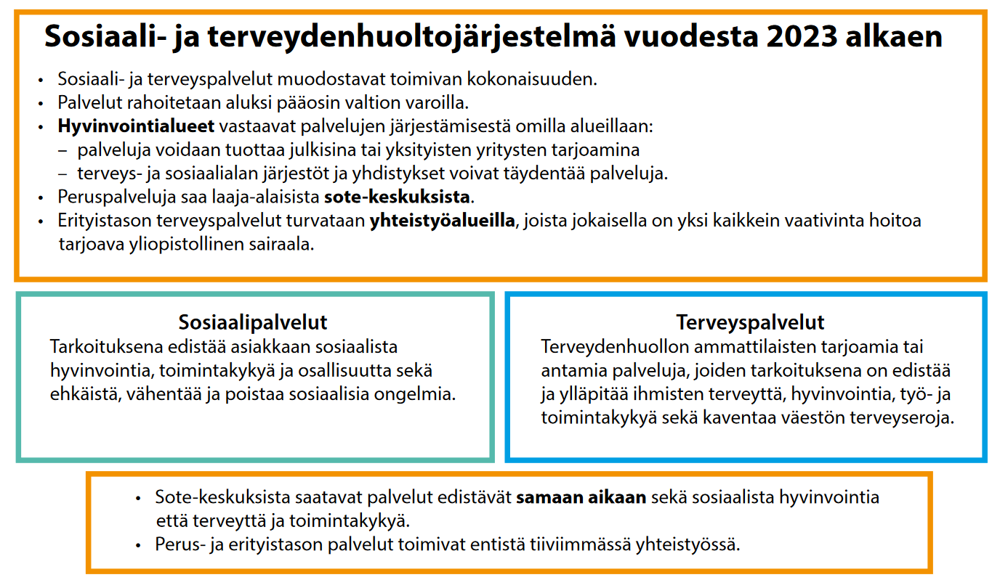 Sosiaali- ja terveydenhuoltojärjestelmä vuodesta 2023 alkaen
• Sosiaali- ja terveyspalvelut muodostavat toimivan kokonaisuuden.
• Palvelut rahoitetaan aluksi pääosin valtion varoilla.
• Hyvinvointialueet vastaavat palvelujen järjestämisestä omilla alueillaan:
– palveluja voidaan tuottaa julkisina tai yksityisten yritysten tarjoamina
– terveys- ja sosiaalialan järjestöt ja yhdistykset voivat täydentää palveluja.
• Peruspalveluja saa laaja-alaisista sote-keskuksista.
• Erityistason terveyspalvelut turvataan yhteistyöalueilla, joista jokaisella on yksi kaikkein vaativinta hoitoa
tarjoava yliopistollinen sairaala.
Sosiaalipalvelut
Tarkoituksena edistää asiakkaan sosiaalista
hyvinvointia, toimintakykyä ja osallisuutta sekä
ehkäistä, vähentää ja poistaa sosiaalisia ongelmia.
Terveyspalvelut
Terveydenhuollon ammattilaisten tarjoamia tai
antamia palveluja, joiden tarkoituksena on edistää
ja ylläpitää ihmisten terveyttä, hyvinvointia, työ- ja
toimintakykyä sekä kaventaa väestön terveyseroja.
• Sote-keskuksista saatavat palvelut edistävät samaan aikaan sekä sosiaalista hyvinvointia
että terveyttä ja toimintakykyä.
• Perus- ja erityistason palvelut toimivat entistä tiiviimmässä yhteistyössä.